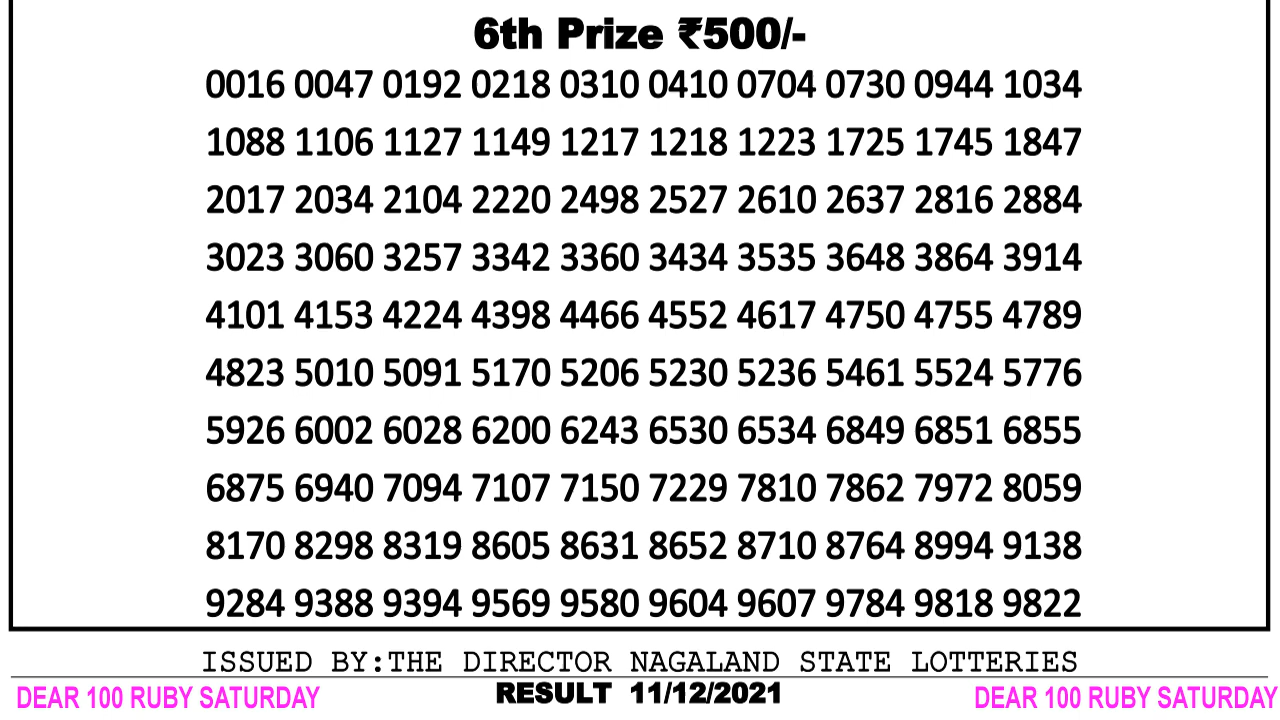 6th Prize ₹500/-
0016 0047 0192 0218 0310 0410 0704 0730 0944 1034
1088 1106 1127 1149 1217 1218 1223 1725 1745 1847
2017 2034 2104 2220 2498 2527 2610 2637 2816 2884
3023 3060 3257 3342 3360 3434 3535 3648 3864 3914
4101 4153 4224 4398 4466 4552 4617 4750 4755 4789
4823 5010 5091 5170 5206 5230 5236 5461 5524 5776
5926 6002 6028 6200 6243 6530 6534 6849 6851 6855
6875 6940 7094 7107 7150 7229 7810 7862 7972 8059
8170 8298 8319 8605 8631 8652 8710 8764 8994 9138
9284 9388 9394 9569 9580 9604 9607 9784 9818 9822
ISSUED BY:THE DIRECTOR NAGALAND STATE LOTTERIES
DEAR 100 RUBY SATURDAY RESULT 11/12/2021 DEAR 100 RUBY SATURDAY